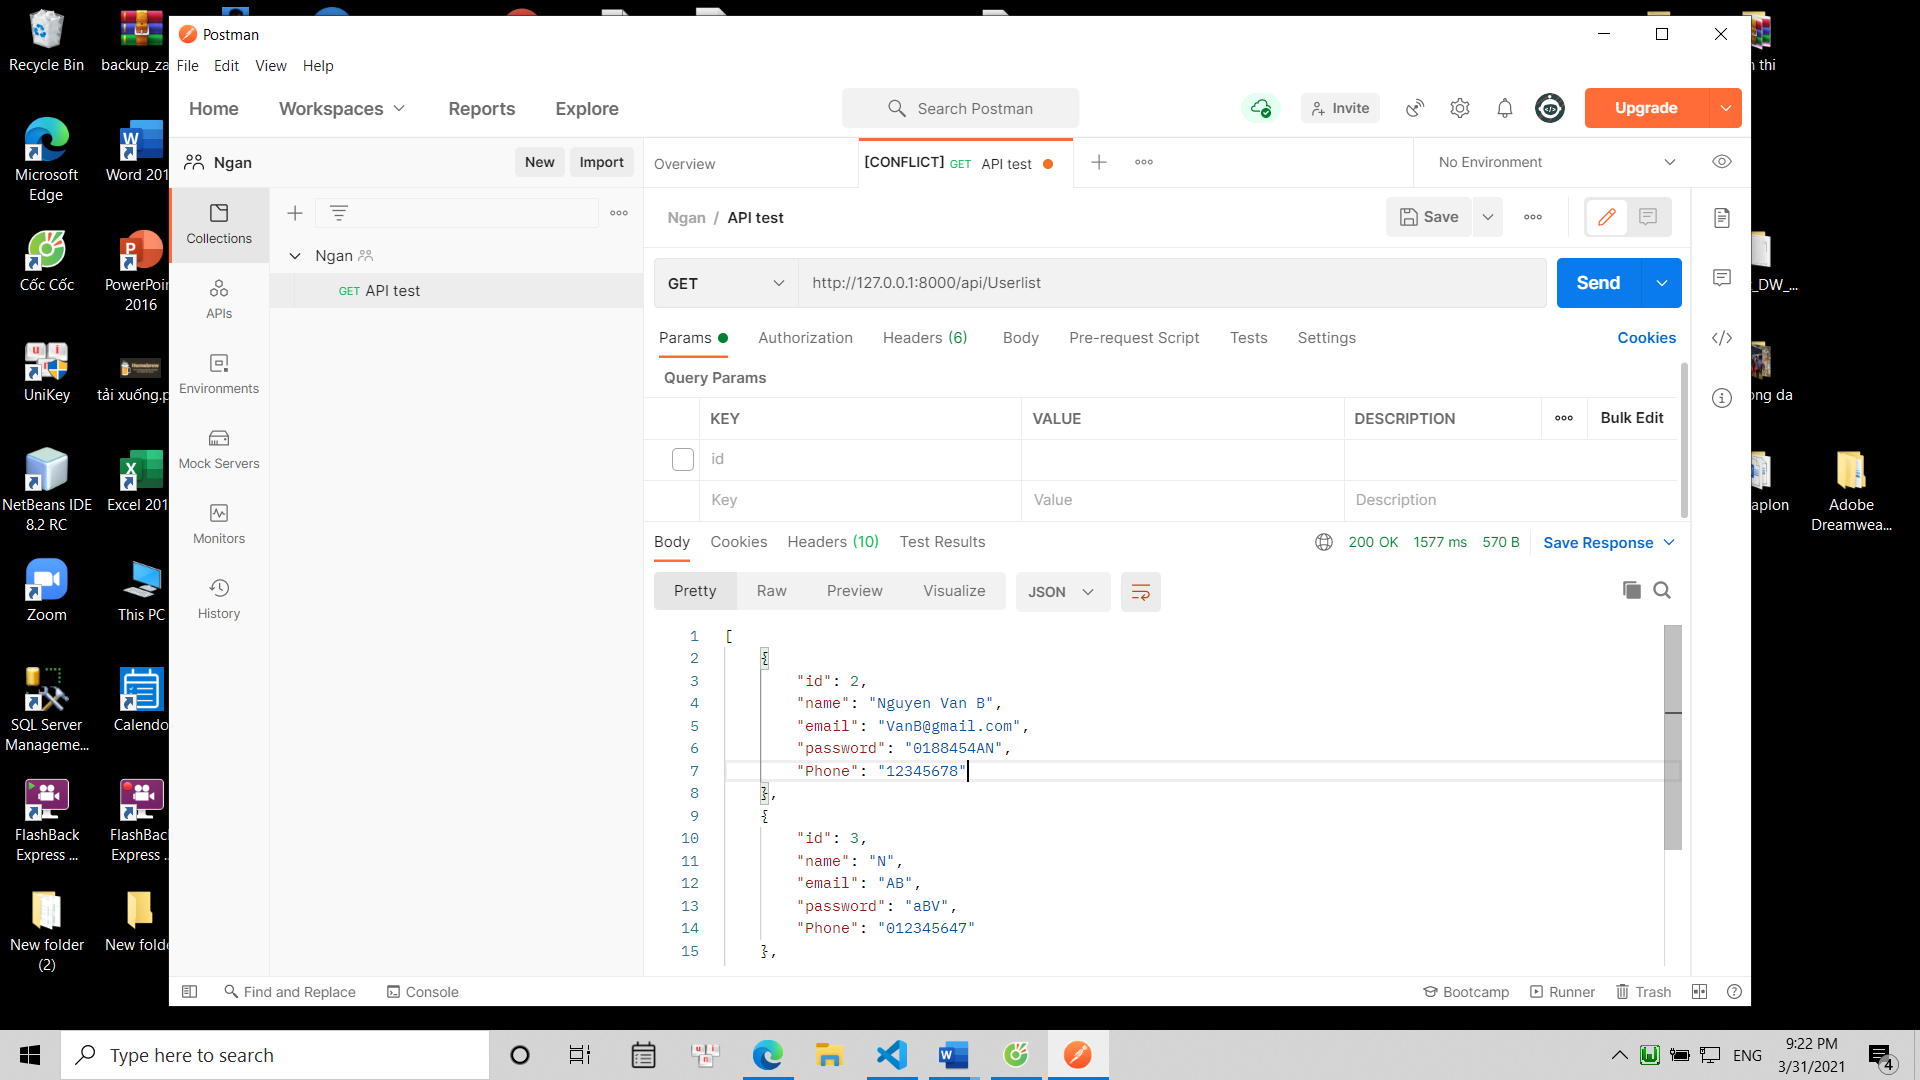 Recycle Bin
backup_za
n thi
Microsoft
Edge
Word 201
Cốc Cốc
PowerPoin
2016
_DW_...
UniKey
tải xuống.p
ong da
NetBeans IDE
8.2 RC
Excel 201
aplon
Adobe
Dreamwea...
Zoom
This PC
SQL Server
Manageme...
Calendo
FlashBack
Express ...
FlashBac
Express ..
New folder
(2)
New folde
Postman
File Edit View Help
Home Workspaces Reports Explore
Search Postman
Invite
Upgrade
Ngan
New
Import
Overview
[CONFLICT] GET API test
No Environment
Collections
APIs
Environments
Mock Servers
Monitors
History
Ngan
GET API test
Ngan / API test
Save
GET
http://127.0.0.1:8000/api/Userlist
Send
Params Authorization Headers (6) Body Pre-request Script Tests Settings Cookies
Query Params
KEY VALUE DESCRIPTION Bulk Edit
id
Key Value Description
Body Cookies Headers (10) Test Results 200 OK 1577 ms 570 B Save Response
Pretty Raw Preview Visualize JSON
1 [
2 {
3 "id": 2,
4 "name": "Nguyen Van B",
5 "email": "VanB@gmail.com",
6 "password": "0188454AN",
7 "Phone": "12345678"
8 },
9 {
10 "id": 3,
11 "name": "N",
12 "email": "AB",
13 "password": "aBV",
14 "Phone": "012345647"
15 },
Find and Replace Console
Bootcamp Runner Trash
Type here to search
ENG
9:22 PM
3/31/2021
4